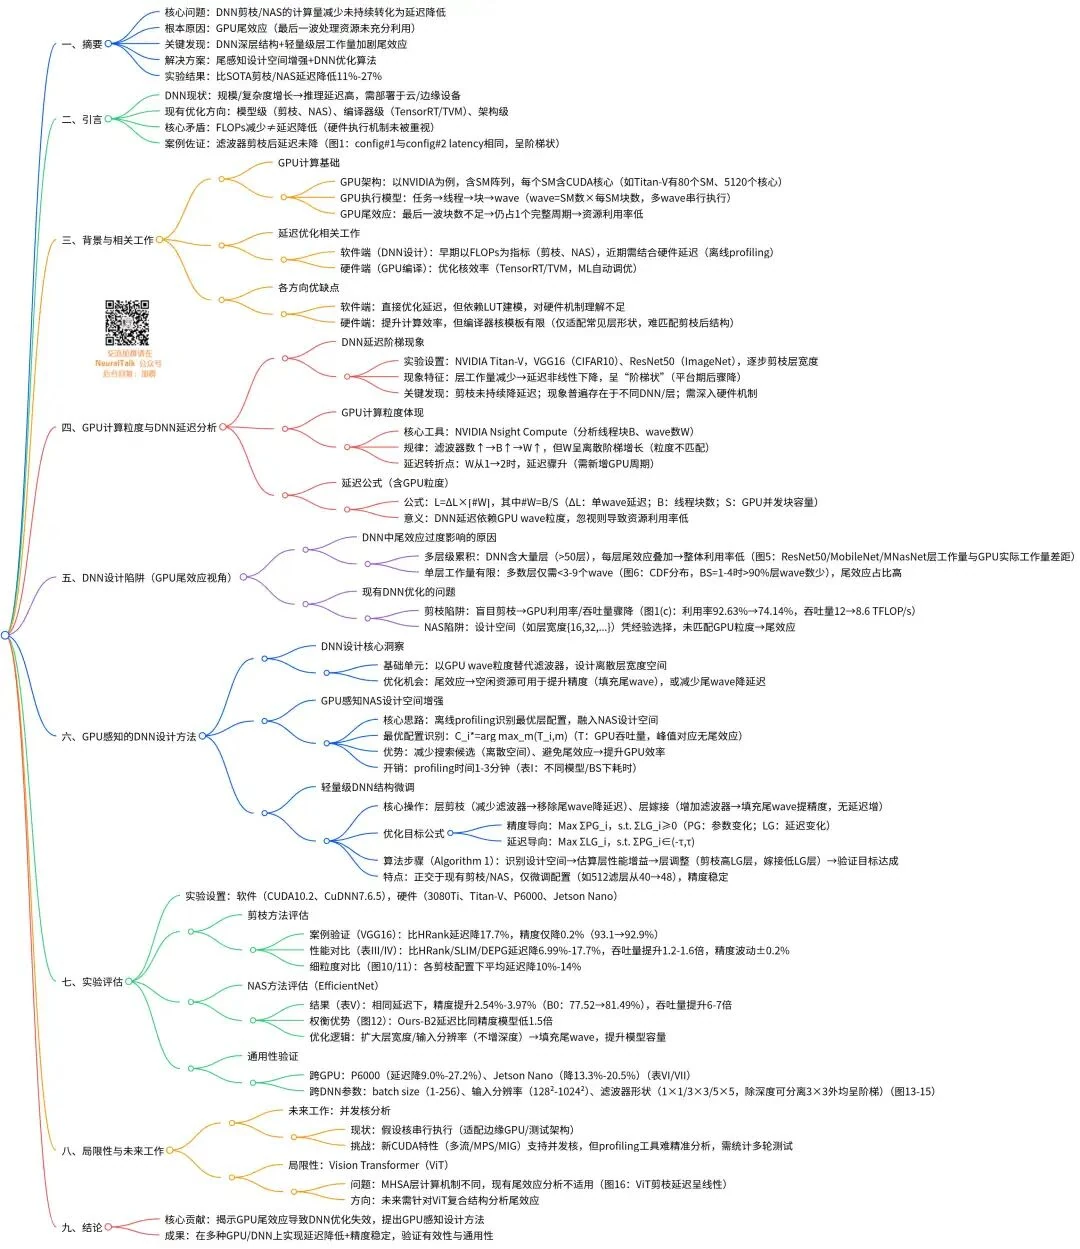 核心问题：DNN剪枝/NAS的计算量减少未持续转化为延迟降低
根本原因：GPU尾效应（最后一波处理资源未充分利用）
一、摘要
关键发现：DNN深层结构+轻量级层工作量加剧尾效应
解决方案：尾感知设计空间增强+DNN优化算法
实验结果：比SOTA剪枝/NAS延迟降低11%-27%
DNN现状：规模/复杂度增长→推理延迟高，需部署于云/边缘设备
现有优化方向：模型级（剪枝、NAS）、编译器级（TensorRT/TVM）、架构级
二、引言
核心矛盾：FLOPs减少≠延迟降低（硬件执行机制未被重视）
案例佐证：滤波器剪枝后延迟未降（图1：config#1与config#2 latency相同，呈阶梯状）
GPU计算基础
GPU架构：以NVIDIA为例，含SM阵列，每个SM含CUDA核心（如Titan-V有80个SM、5120个核心）
GPU执行模型：任务→线程→块→wave（wave=SM数×每SM块数，多wave串行执行）
GPU尾效应：最后一波块数不足→仍占1个完整周期→资源利用率低
三、背景与相关工作
延迟优化相关工作
软件端（DNN设计）：早期以FLOPs为指标（剪枝、NAS），近期需结合硬件延迟（离线profiling）
硬件端（GPU编译）：优化核效率（TensorRT/TVM，ML自动调优）
各方向优缺点
软件端：直接优化延迟，但依赖LUT建模，对硬件机制理解不足
硬件端：提升计算效率，但编译器核模板有限（仅适配常见层形状，难匹配剪枝后结构）
交流加群请在
NeuralTalk 公众号
后台回复：加群
DNN延迟阶梯现象
实验设置：NVIDIA Titan-V，VGG16（CIFAR10）、ResNet50（ImageNet），逐步剪枝层宽度
现象特征：层工作量减少→延迟非线性下降，呈“阶梯状”（平台期后骤降）
关键发现：剪枝未持续降延迟；现象普遍存在于不同DNN/层；需深入硬件机制
四、GPU计算粒度与DNN延迟分析
GPU计算粒度体现
核心工具：NVIDIA Nsight Compute（分析线程块B、wave数W）
规律：滤波器数↑→B↑→W↑，但W呈离散阶梯增长（粒度不匹配）
延迟转折点：W从1→2时，延迟骤升（需新增GPU周期）
延迟公式（含GPU粒度）
公式：L=ΔL×⌈#W⌉，其中#W=B/S（ΔL：单wave延迟；B：线程块数；S：GPU并发块容量）
意义：DNN延迟依赖GPU wave粒度，忽视则导致资源利用率低
DNN中尾效应过度影响的原因
多层级累积：DNN含大量层（>50层），每层尾效应叠加→整体利用率低（图5：ResNet50/MobileNet/MNasNet层工作量与GPU实际工作量差距）
单层工作量有限：多数层仅需<3-9个wave（图6：CDF分布，BS=1-4时>90%层wave数少），尾效应占比高
五、DNN设计陷阱（GPU尾效应视角）
现有DNN优化的问题
剪枝陷阱：盲目剪枝→GPU利用率/吞吐量骤降（图1(c)：利用率92.63%→74.14%，吞吐量12→8.6 TFLOP/s）
NAS陷阱：设计空间（如层宽度{16,32,...}）凭经验选择，未匹配GPU粒度→尾效应
DNN设计核心洞察
基础单元：以GPU wave粒度替代滤波器，设计离散层宽度空间
优化机会：尾效应→空闲资源可用于提升精度（填充尾wave），或减少尾wave降延迟
GPU感知NAS设计空间增强
核心思路：离线profiling识别最优层配置，融入NAS设计空间
六、GPU感知的DNN设计方法
最优配置识别：C_i*=arg max_m(T_i,m)（T：GPU吞吐量，峰值对应无尾效应）
优势：减少搜索候选（离散空间）、避免尾效应→提升GPU效率
开销：profiling时间1-3分钟（表I：不同模型/BS下耗时）
轻量级DNN结构微调
核心操作：层剪枝（减少滤波器→移除尾wave降延迟）、层嫁接（增加滤波器→填充尾wave提精度，无延迟增）
优化目标公式
精度导向：Max ΣPG_i，s.t. ΣLG_i⩾0（PG：参数变化；LG：延迟变化）
延迟导向：Max ΣLG_i，s.t. ΣPG_i∈(-τ,τ)
算法步骤（Algorithm 1）：识别设计空间→估算层性能增益→层调整（剪枝高LG层，嫁接低LG层）→验证目标达成
特点：正交于现有剪枝/NAS，仅微调配置（如512滤层从40→48），精度稳定
实验设置：软件（CUDA10.2、CuDNN7.6.5），硬件（3080Ti、Titan-V、P6000、Jetson Nano）
剪枝方法评估
案例验证（VGG16）：比HRank延迟降17.7%，精度仅降0.2%（93.1→92.9%）
性能对比（表III/IV）：比HRank/SLIM/DEPG延迟降6.99%-17.7%，吞吐量提升1.2-1.6倍，精度波动±0.2%
细粒度对比（图10/11）：各剪枝配置下平均延迟降10%-14%
七、实验评估
NAS方法评估（EfficientNet）
结果（表V）：相同延迟下，精度提升2.54%-3.97%（B0：77.52→81.49%），吞吐量提升6-7倍
权衡优势（图12）：Ours-B2延迟比同精度模型低1.5倍
优化逻辑：扩大层宽度/输入分辨率（不增深度）→填充尾wave，提升模型容量
通用性验证
跨GPU：P6000（延迟降9.0%-27.2%）、Jetson Nano（降13.3%-20.5%）（表VI/VII）
跨DNN参数：batch size（1-256）、输入分辨率（128²-1024²）、滤波器形状（1×1/3×3/5×5，除深度可分离3×3外均呈阶梯）（图13-15）
未来工作：并发核分析
现状：假设核串行执行（适配边缘GPU/测试架构）
挑战：新CUDA特性（多流/MPS/MIG）支持并发核，但profiling工具难精准分析，需统计多轮测试
八、局限性与未来工作
局限性：Vision Transformer（ViT）
问题：MHSA层计算机制不同，现有尾效应分析不适用（图16：ViT剪枝延迟呈线性）
方向：未来需针对ViT复合结构分析尾效应
核心贡献：揭示GPU尾效应导致DNN优化失效，提出GPU感知设计方法
九、结论
成果：在多种GPU/DNN上实现延迟降低+精度稳定，验证有效性与通用性